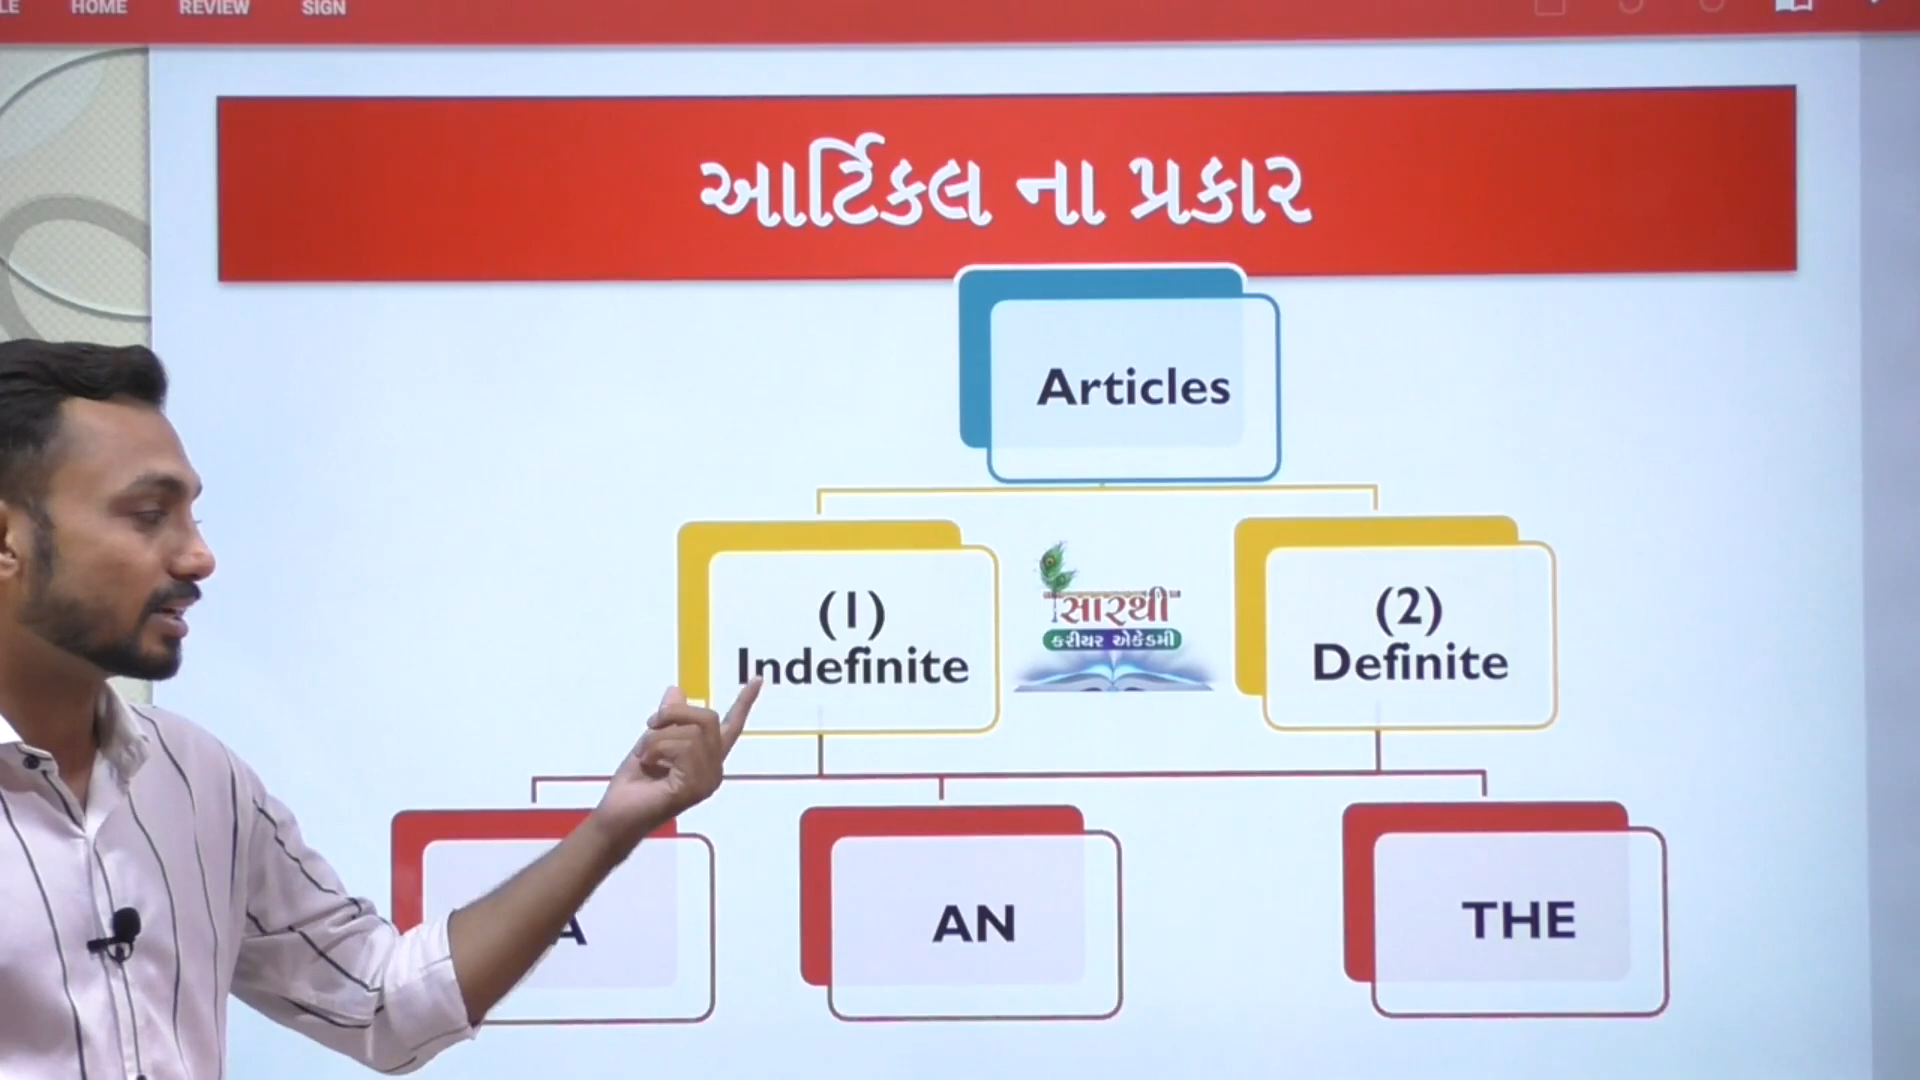 HOME REVIEW SIGN
આર્ટિકલ ના પ્રકાર
Articles
(1)
Indefinite
સારથી
કરીયર એકેડમી
(2)
Definite
A
AN
THE